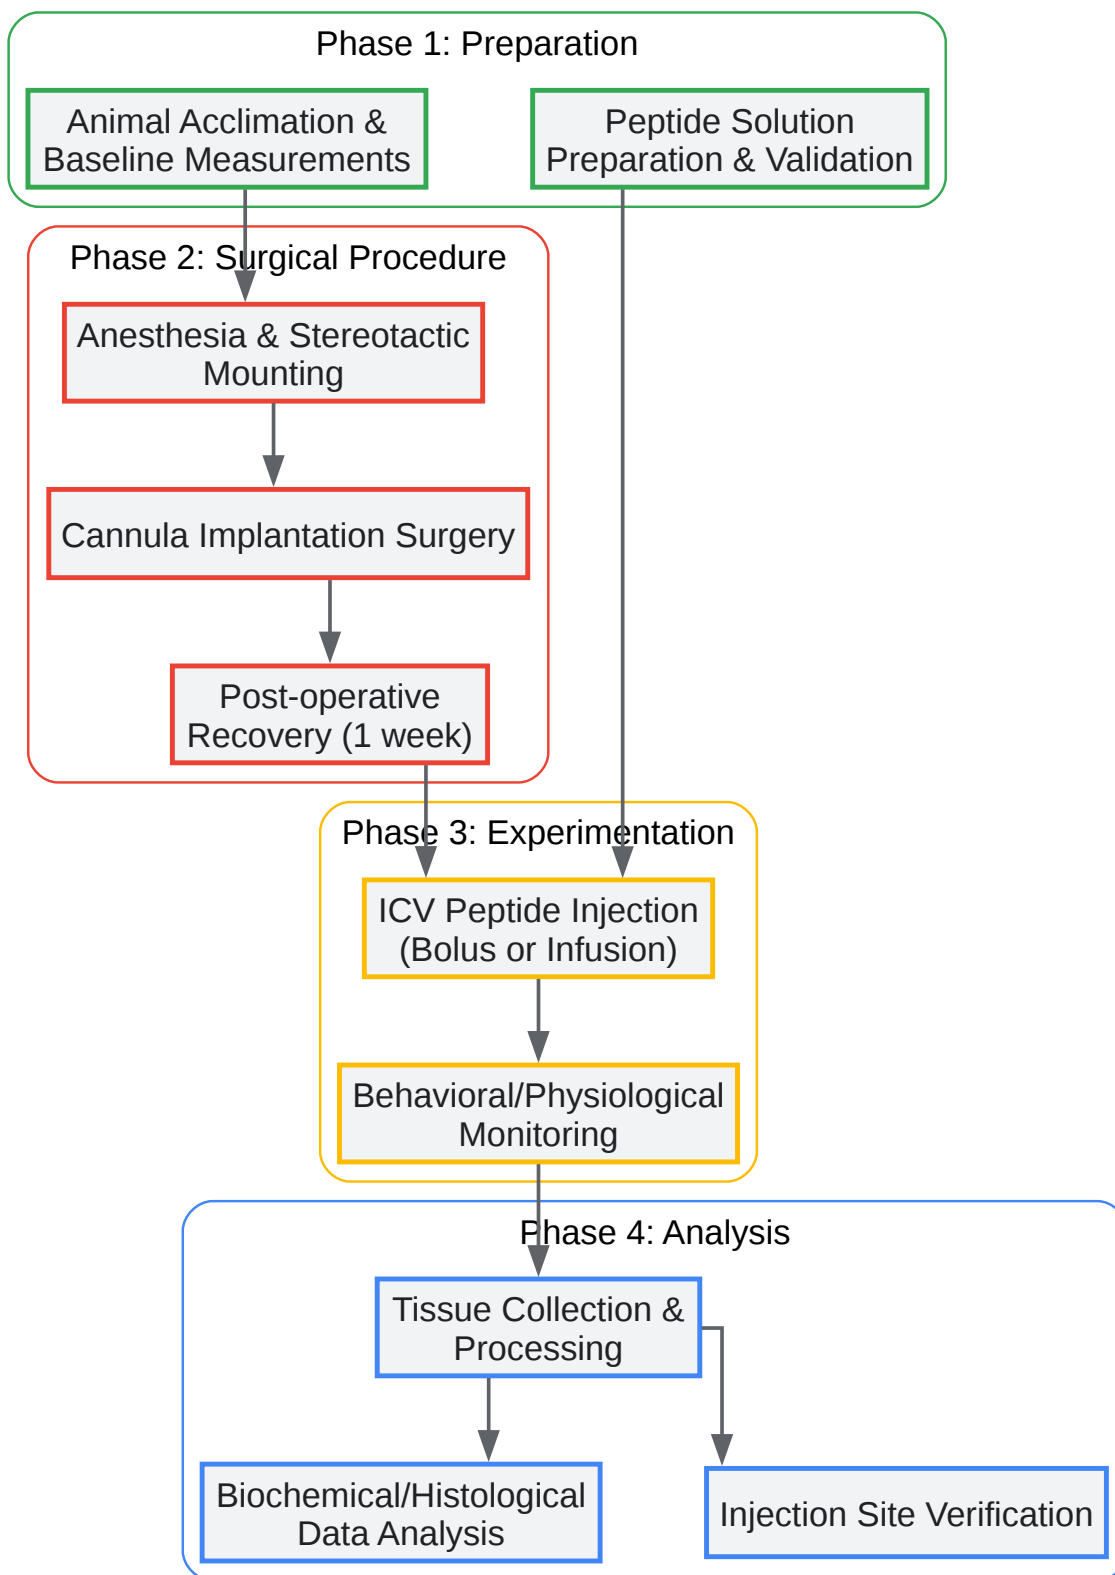 Phase 1: Preparation
Animal Acclimation &
Baseline Measurements
Peptide Solution
Preparation & Validation
Phase 2: Surgical Procedure
Anesthesia & Stereotactic
Mounting
Cannula Implantation Surgery
Post-operative
Recovery (1 week)
Phase 3: Experimentation
ICV Peptide Injection
(Bolus or Infusion)
Behavioral/Physiological
Monitoring
Phase 4: Analysis
Tissue Collection &
Processing
Biochemical/Histological
Data Analysis
Injection Site Verification